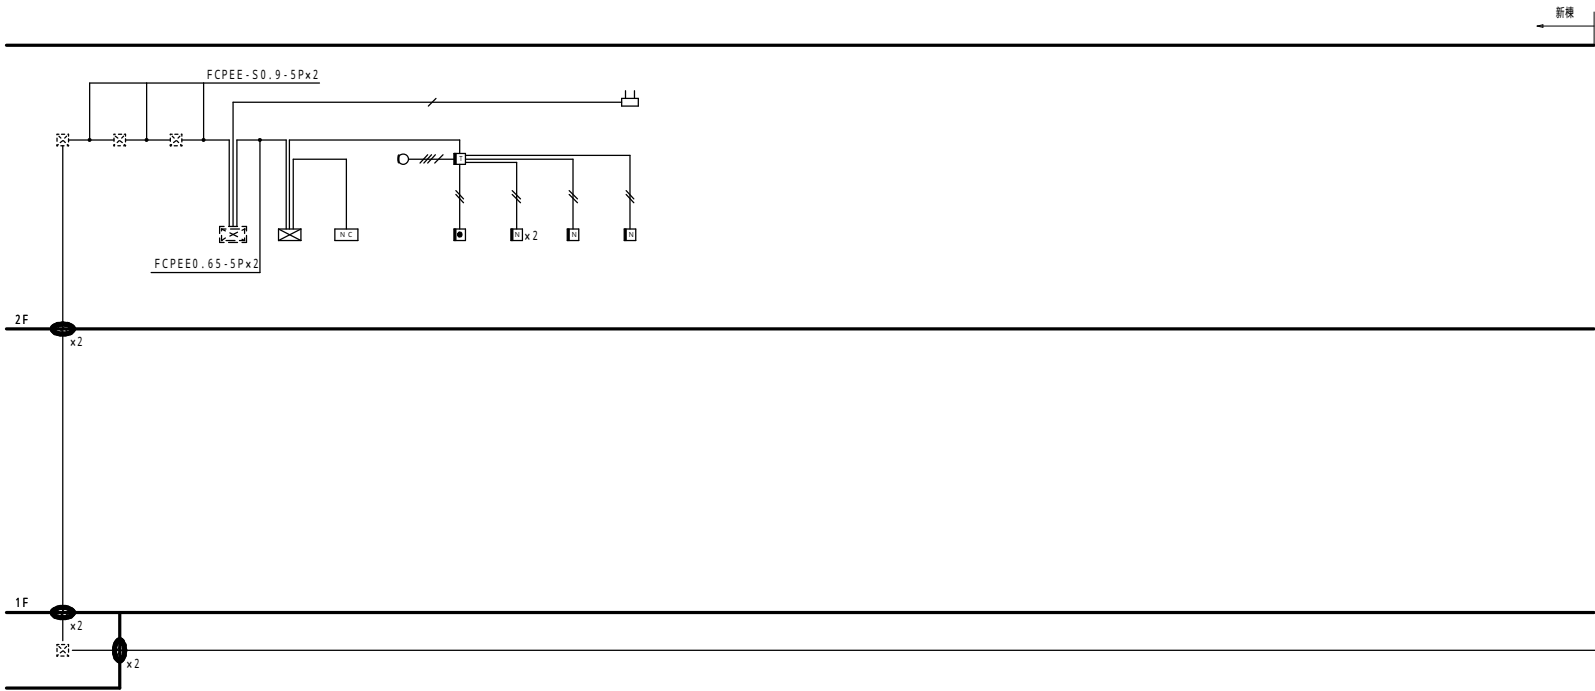 新棟
FCPEE-S0.9-5P×2
T
NC
N ×2 N N
FCPEE0.65-5P×2
2F
×2
1F
×2
×2